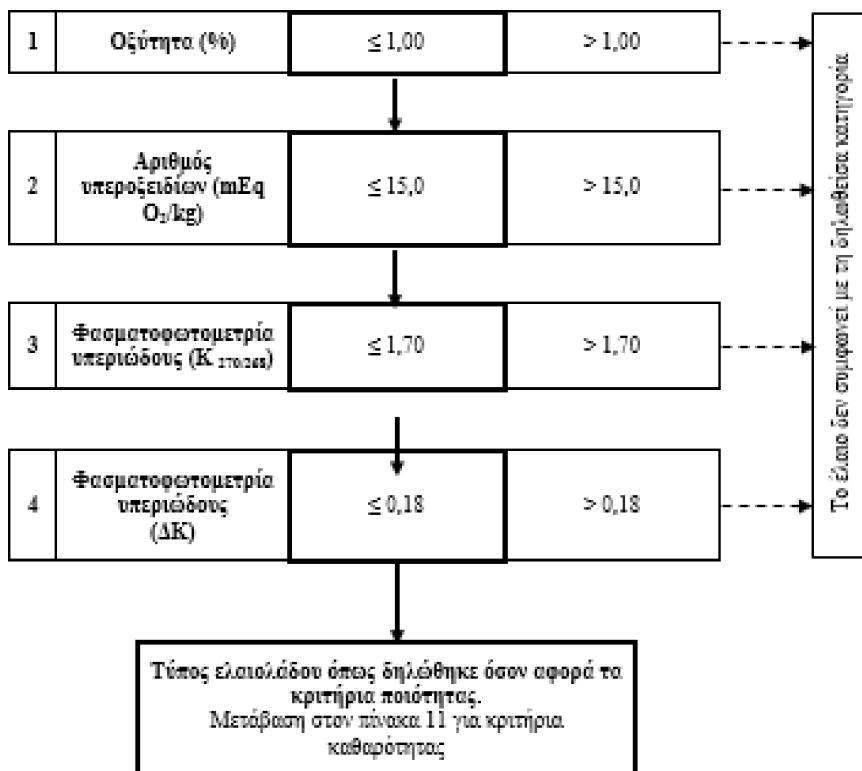 1 Οξύτητα (%) ≤ 1,00 > 1,00
2 Αριθμός
υπεροξειδίων (mEq
O₂/kg) ≤ 15,0 > 15,0
3 Φασματοφωτομετρία
υπεριώδους (K 270/268) ≤ 1,70 > 1,70
4 Φασματοφωτομετρία
υπεριώδους
(ΔΚ) ≤ 0,18 > 0,18
Το έλαιο δεν συμφωνεί με τη δηλωθείσα κατηγορία
Τύπος ελαιολάδου όπως δηλώθηκε όσον αφορά τα
κριτήρια ποιότητας.
Μετάβαση στον πίνακα 11 για κριτήρια
καθαρότητας